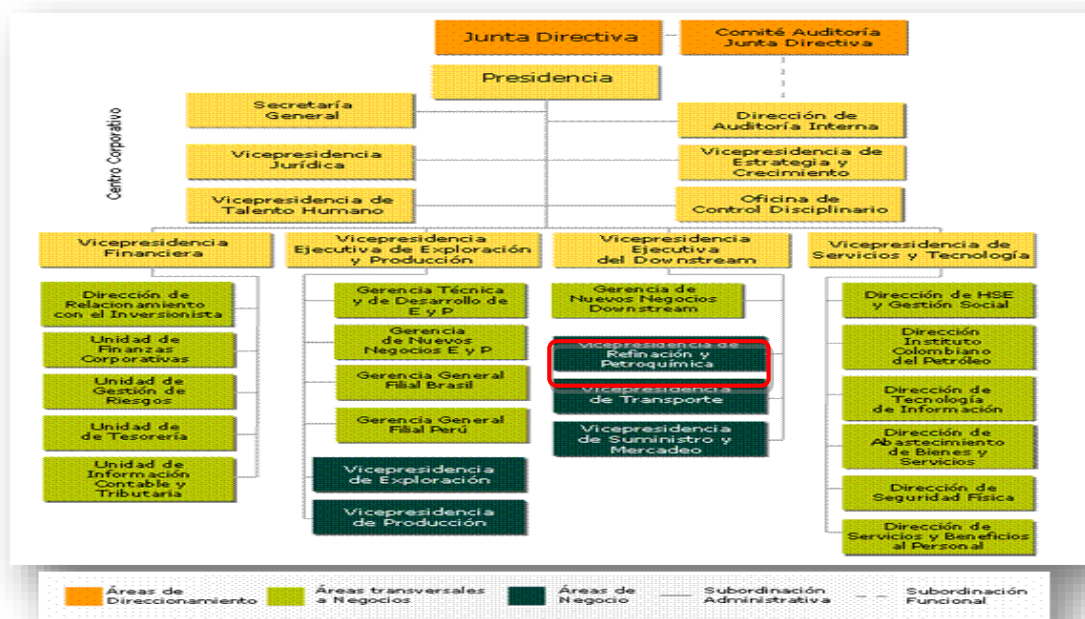 Junta Directiva
Comité Auditoría
Junta Directiva
Presidencia
Centro Corporativo
Secretaría
General
Dirección de
Auditoría Interna
Vicepresidencia
Jurídica
Vicepresidencia de
Estrategia y
Crecimiento
Vicepresidencia de
Talento Humano
Oficina de
Control Disciplinario
Vicepresidencia
Financiera
Vicepresidencia
Ejecutiva de Exploración
y Producción
Vicepresidencia
Ejecutiva
del Downstream
Vicepresidencia de
Servicios y Tecnología
Dirección de
Relacionamiento
con el Inversionista
Unidad de
Finanzas
Corporativas
Unidad de
Gestión de
Riesgos
Unidad de
de Tesorería
Unidad de
Información
Contable y
Tributaria
Gerencia Técnica
y de Desarrollo de
E y P
Gerencia
de Nuevos
Negocios E y P
Gerencia General
Filial Brasil
Gerencia General
Filial Perú
Vicepresidencia
de Exploración
Vicepresidencia
de Producción
Gerencia de
Nuevos Negocios
Downstream
Vicepresidencia de
Refinación y
Petroquímica
Vicepresidencia
de Transporte
Vicepresidencia
de Suministro y
Mercadeo
Dirección de HSE
y Gestión Social
Dirección
Instituto
Colombiano
del Petróleo
Dirección de
Tecnología
de Información
Dirección de
Abastecimiento
de Bienes y
Servicios
Dirección de
Seguridad Física
Dirección de
Servicios y Beneficios
al Personal
Áreas de
Direccionamiento
Áreas transversales
a Negocios
Áreas de
Negocio
Subordinación
Administrativa
Subordinación
Funcional